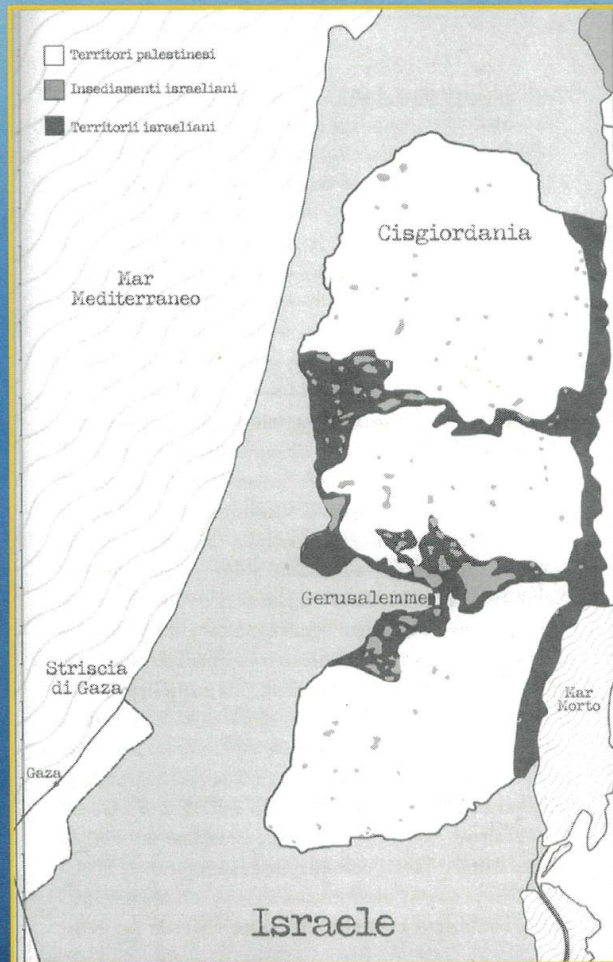 Territori palestinesi
Insediamenti israeliani
Territorii israeliani
Cisgiordania
Mar
Mediterraneo
Gerusalemme
Striscia
di Gaza
Mar
Morto
Gaza
Israele